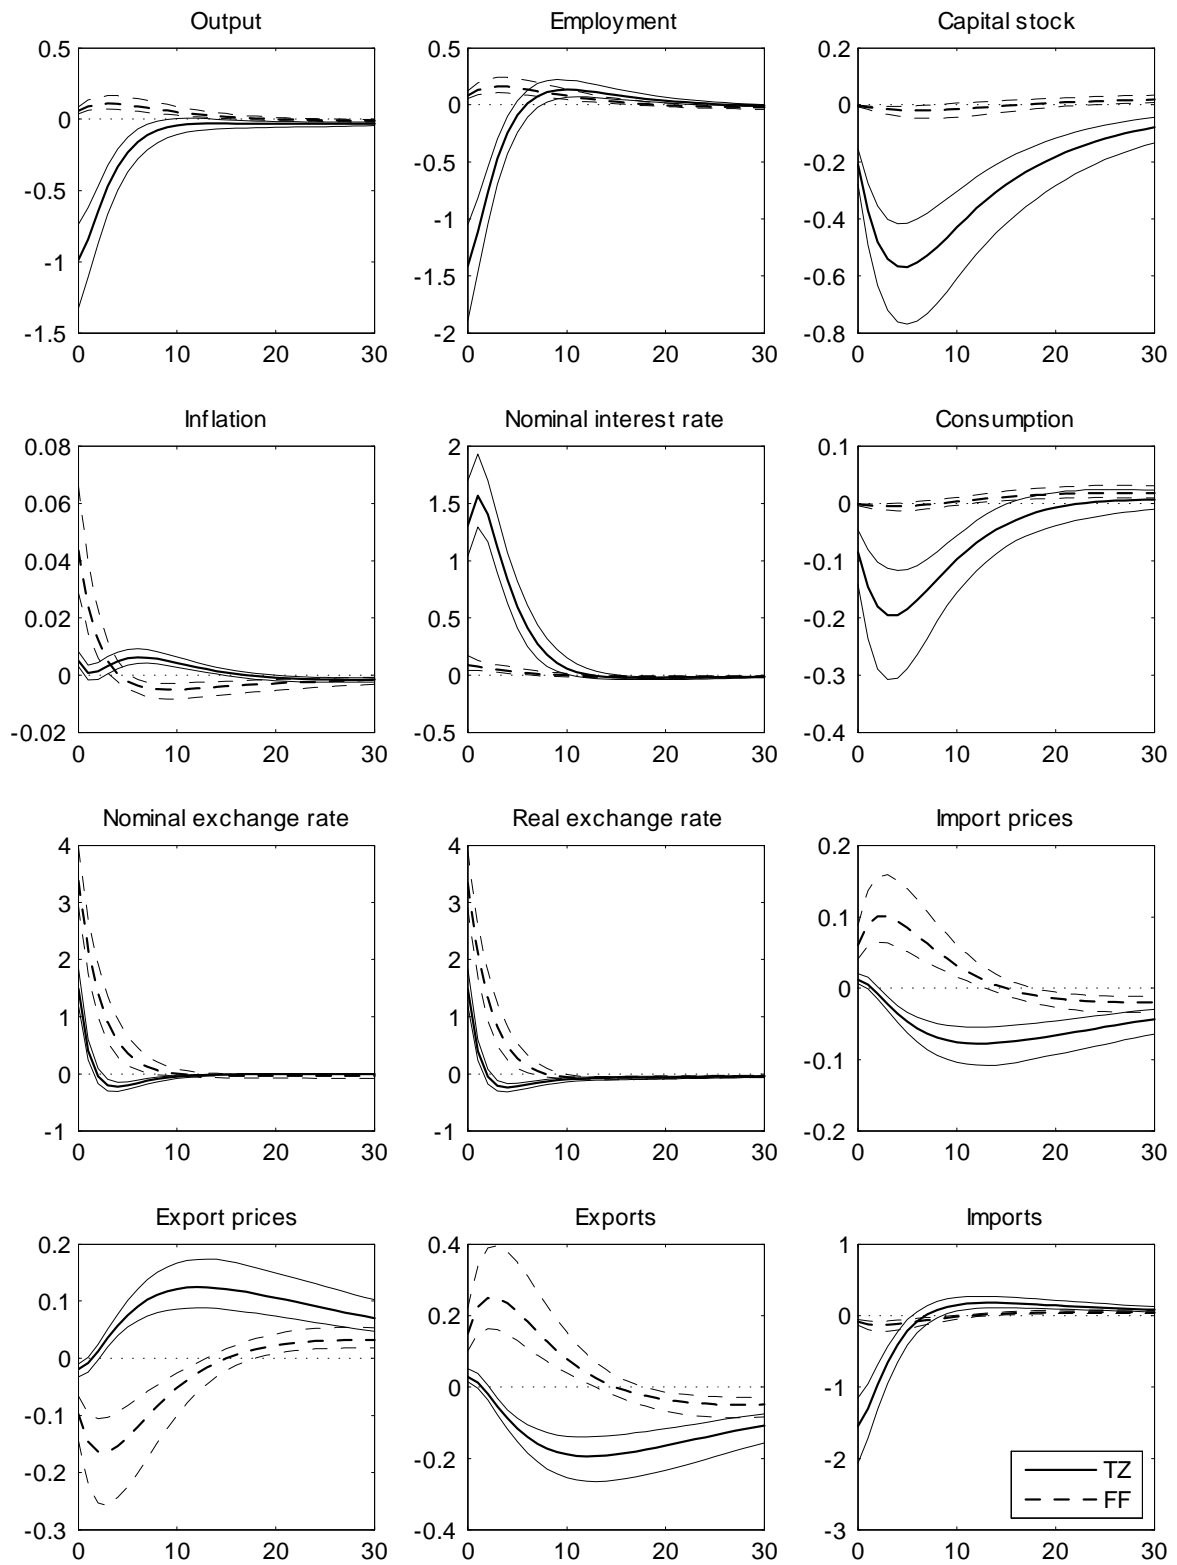 Output
Employment
Capital stock
0.5
0
-0.5
-1
-1.5
0 10 20 30
0.5
0
-0.5
-1
-1.5
-2
0 10 20 30
0.2
0
-0.2
-0.4
-0.6
-0.8
0 10 20 30
Inflation
Nominal interest rate
Consumption
0.08
0.06
0.04
0.02
0
-0.02
0 10 20 30
2
1.5
1
0.5
0
-0.5
0 10 20 30
0.1
0
-0.1
-0.2
-0.3
-0.4
0 10 20 30
Nominal exchange rate
Real exchange rate
Import prices
4
3
2
1
0
-1
0 10 20 30
4
3
2
1
0
-1
0 10 20 30
0.2
0.1
0
-0.1
-0.2
0 10 20 30
Export prices
Exports
Imports
0.2
0.1
0
-0.1
-0.2
-0.3
0 10 20 30
0.4
0.2
0
-0.2
-0.4
0 10 20 30
1
0
-1
-2
-3
0 10 20 30
TZ
FF